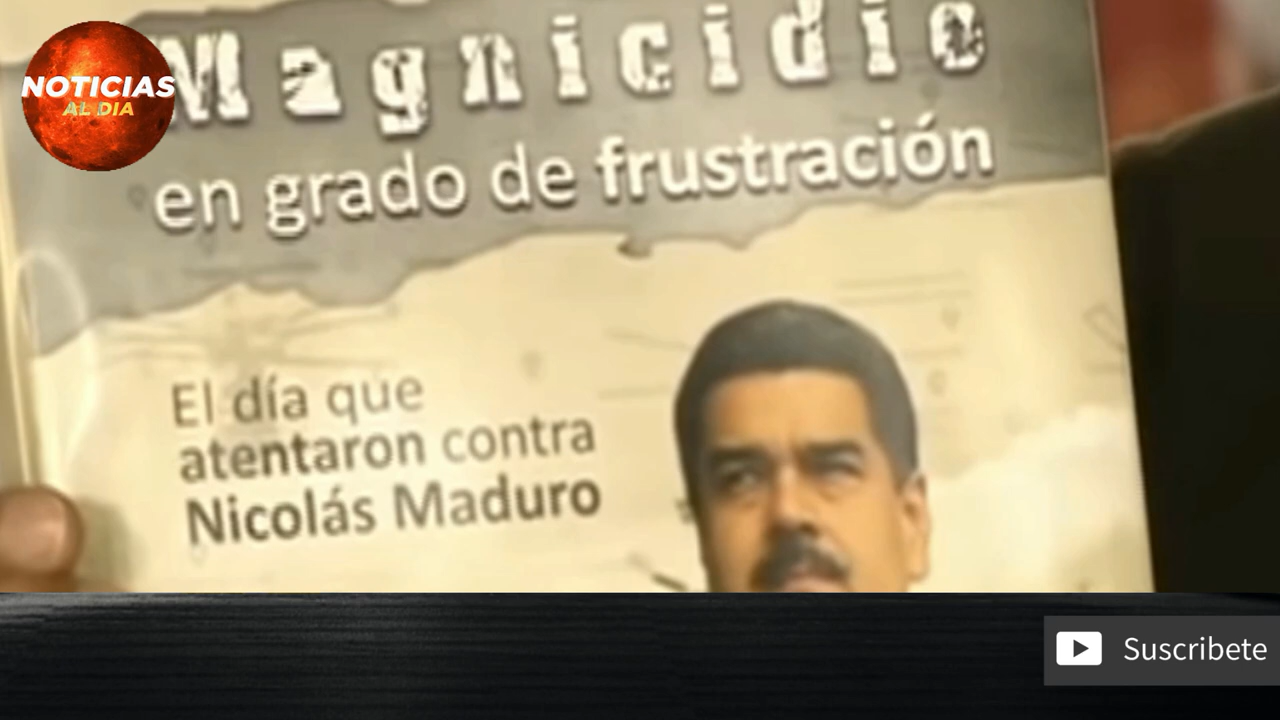 NOTICIAS
AL DIA
Magnicidio
en grado de frustración
El día que
atentaron contra
Nicolás Maduro
Suscribete